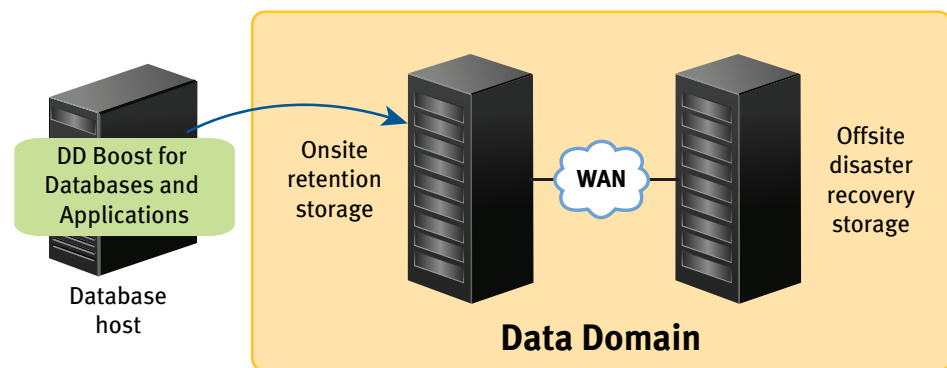 DD Boost for
Databases and
Applications
Database
host
Onsite
retention
storage
WAN
Offsite
disaster
recovery
storage
Data Domain